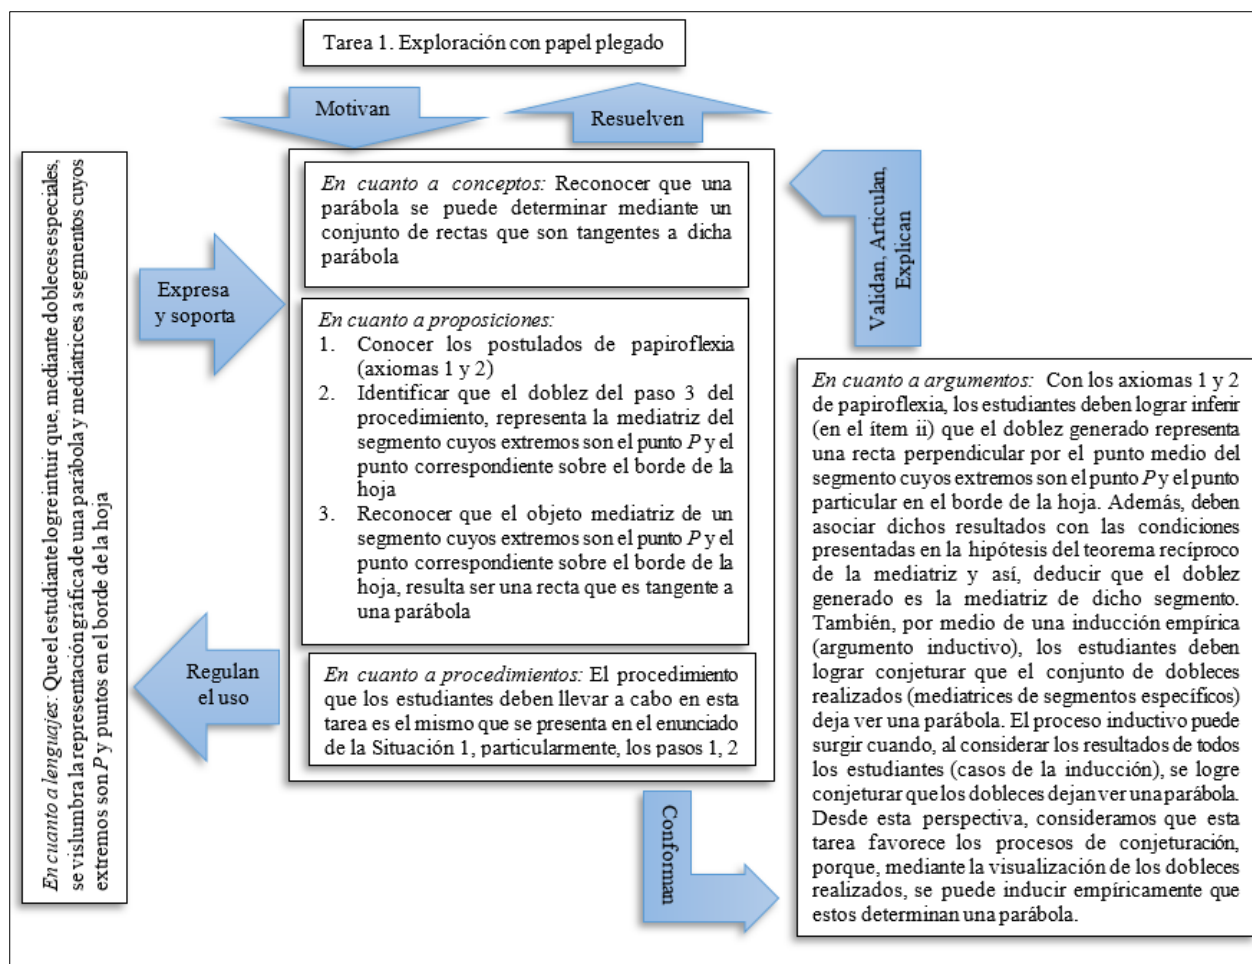 Tarea 1. Exploración con papel plegado
Motivan
Resuelven
En cuanto a lenguajes: Que el estudiante logre intuir que, mediante dobleces especiales,
se vislumbra la representación gráfica de una parábola y mediatrices a segmentos cuyos
extremos son P y puntos en el borde de la hoja
Expresa
y soporta
Regulan
el uso
En cuanto a conceptos: Reconocer que una
parábola se puede determinar mediante un
conjunto de rectas que son tangentes a dicha
parábola
En cuanto a proposiciones:
1. Conocer los postulados de papiroflexia
(axiomas 1 y 2)
2. Identificar que el doblez del paso 3 del
procedimiento, representa la mediatriz del
segmento cuyos extremos son el punto P y el
punto correspondiente sobre el borde de la
hoja
3. Reconocer que el objeto mediatriz de un
segmento cuyos extremos son el punto P y el
punto correspondiente sobre el borde de la
hoja, resulta ser una recta que es tangente a
una parábola
En cuanto a procedimientos: El procedimiento
que los estudiantes deben llevar a cabo en esta
tarea es el mismo que se presenta en el enunciado
de la Situación 1, particularmente, los pasos 1, 2
Conforman
Validan, Articulan,
Explican
En cuanto a argumentos: Con los axiomas 1 y 2
de papiroflexia, los estudiantes deben lograr inferir
(en el ítem ii) que el doblez generado representa
una recta perpendicular por el punto medio del
segmento cuyos extremos son el punto P y el punto
particular en el borde de la hoja. Además, deben
asociar dichos resultados con las condiciones
presentadas en la hipótesis del teorema recíproco
de la mediatriz y así, deducir que el doblez
generado es la mediatriz de dicho segmento.
También, por medio de una inducción empírica
(argumento inductivo), los estudiantes deben
lograr conjeturar que el conjunto de dobleces
realizados (mediatrices de segmentos específicos)
deja ver una parábola. El proceso inductivo puede
surgir cuando, al considerar los resultados de todos
los estudiantes (casos de la inducción), se logre
conjeturar que los dobleces dejan ver una parábola.
Desde esta perspectiva, consideramos que esta
tarea favorece los procesos de conjeturación,
porque, mediante la visualización de los dobleces
realizados, se puede inducir empíricamente que
estos determinan una parábola.